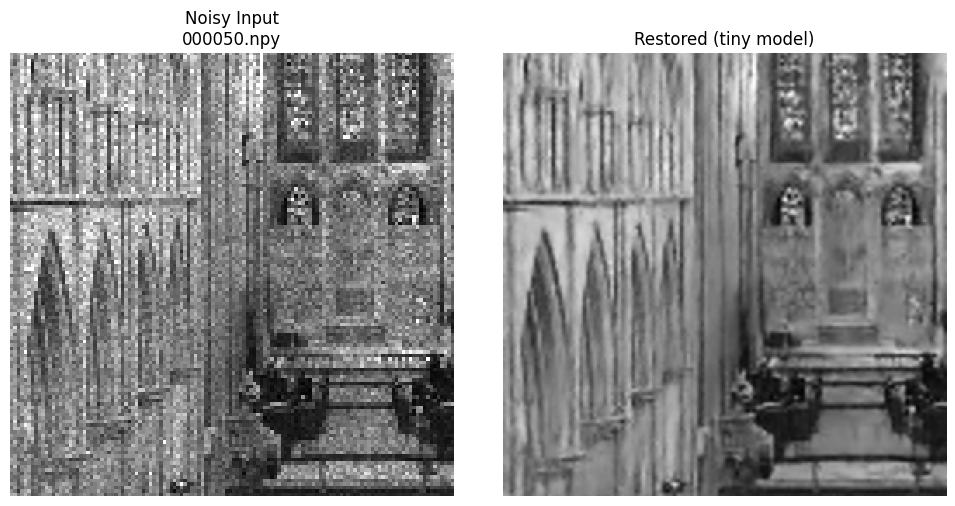 Noisy Input
000050.npy
Restored (tiny model)